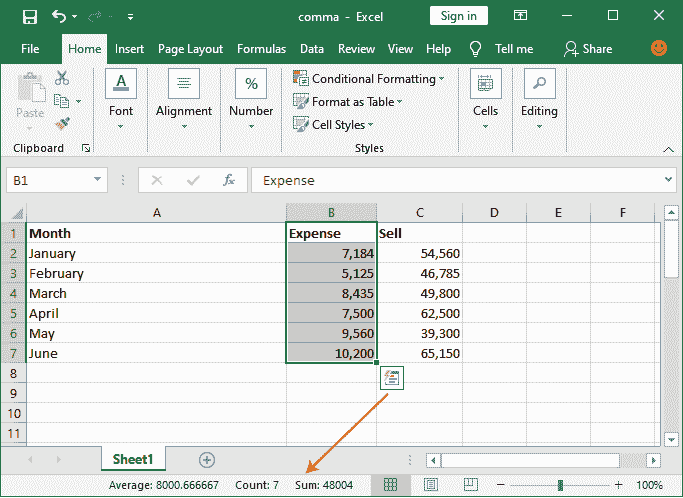 comma - Excel
Sign in
File Home Insert Page Layout Formulas Data Review View Help Tell me Share
Paste
Clipboard
A
Font
Alignment
%
Number
Conditional Formatting
Format as Table
Cell Styles
Styles
Cells
Editing
B1 fx Expense
A B C D E F
1 Month Expense Sell
2 January 7,184 54,560
3 February 5,125 46,785
4 March 8,435 49,800
5 April 7,500 62,500
6 May 9,560 39,300
7 June 10,200 65,150
8
9
10
11
Sheet1
Average: 8000.666667 Count: 7 Sum: 48004 100%